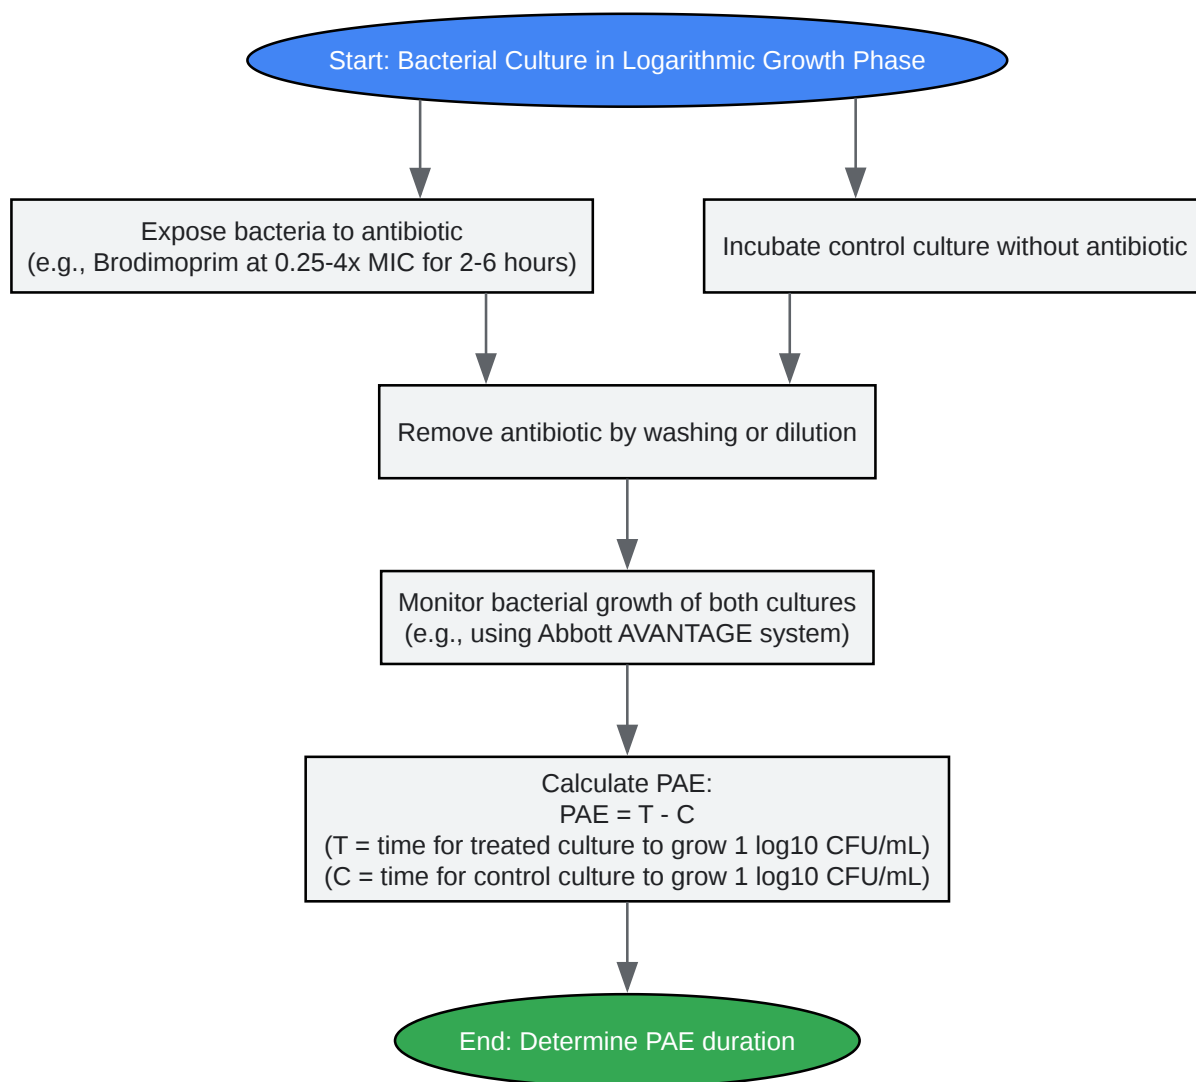 Start: Bacterial Culture in Logarithmic Growth Phase
Expose bacteria to antibiotic
(e.g., Brodimoprim at 0.25-4x MIC for 2-6 hours)
Incubate control culture without antibiotic
Remove antibiotic by washing or dilution
Monitor bacterial growth of both cultures
(e.g., using Abbott AVANTAGE system)
Calculate PAE:
PAE = T - C
(T = time for treated culture to grow 1 log10 CFU/mL)
(C = time for control culture to grow 1 log10 CFU/mL)
End: Determine PAE duration